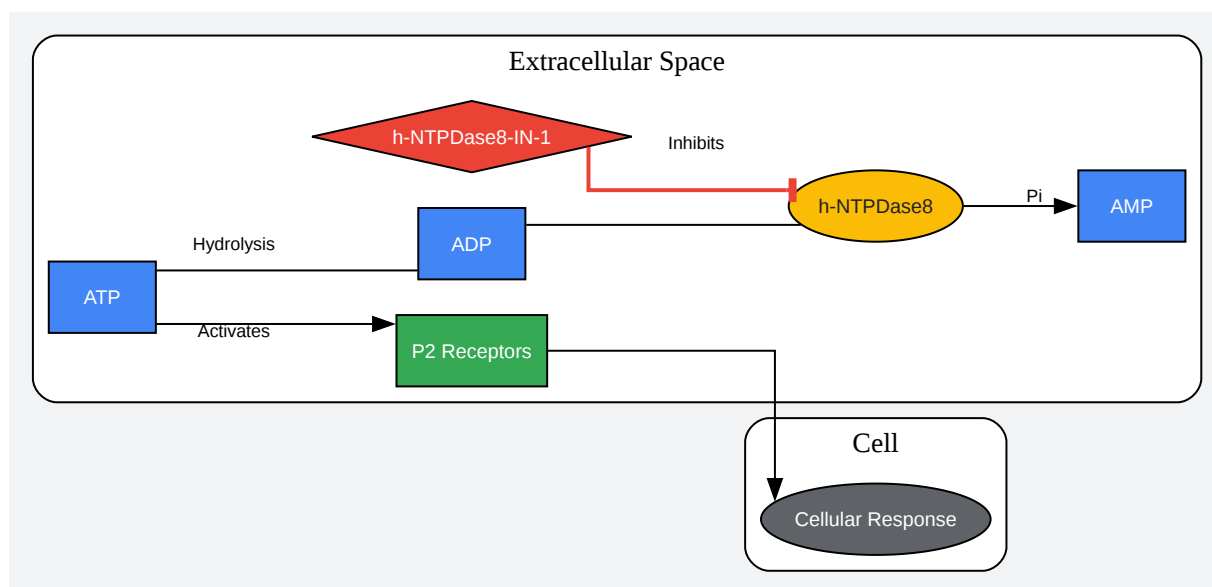 Extracellular Space
h-NTPDase8-IN-1
Inhibits
h-NTPDase8
Pi
AMP
Hydrolysis
ADP
ATP
Activates
P2 Receptors
Cell
Cellular Response